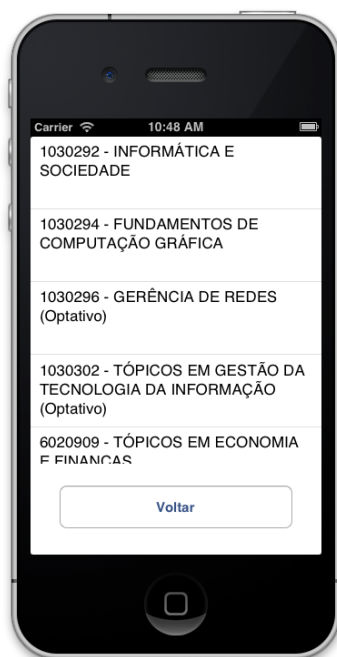 Carrier 10:48 AM
1030292 - INFORMÁTICA E
SOCIEDADE
1030294 - FUNDAMENTOS DE
COMPUTAÇÃO GRÁFICA
1030296 - GERÊNCIA DE REDES
(Optativo)
1030302 - TÓPICOS EM GESTÃO DA
TECNOLOGIA DA INFORMAÇÃO
(Optativo)
6020909 - TÓPICOS EM ECONOMIA
E FINANCAS
Voltar